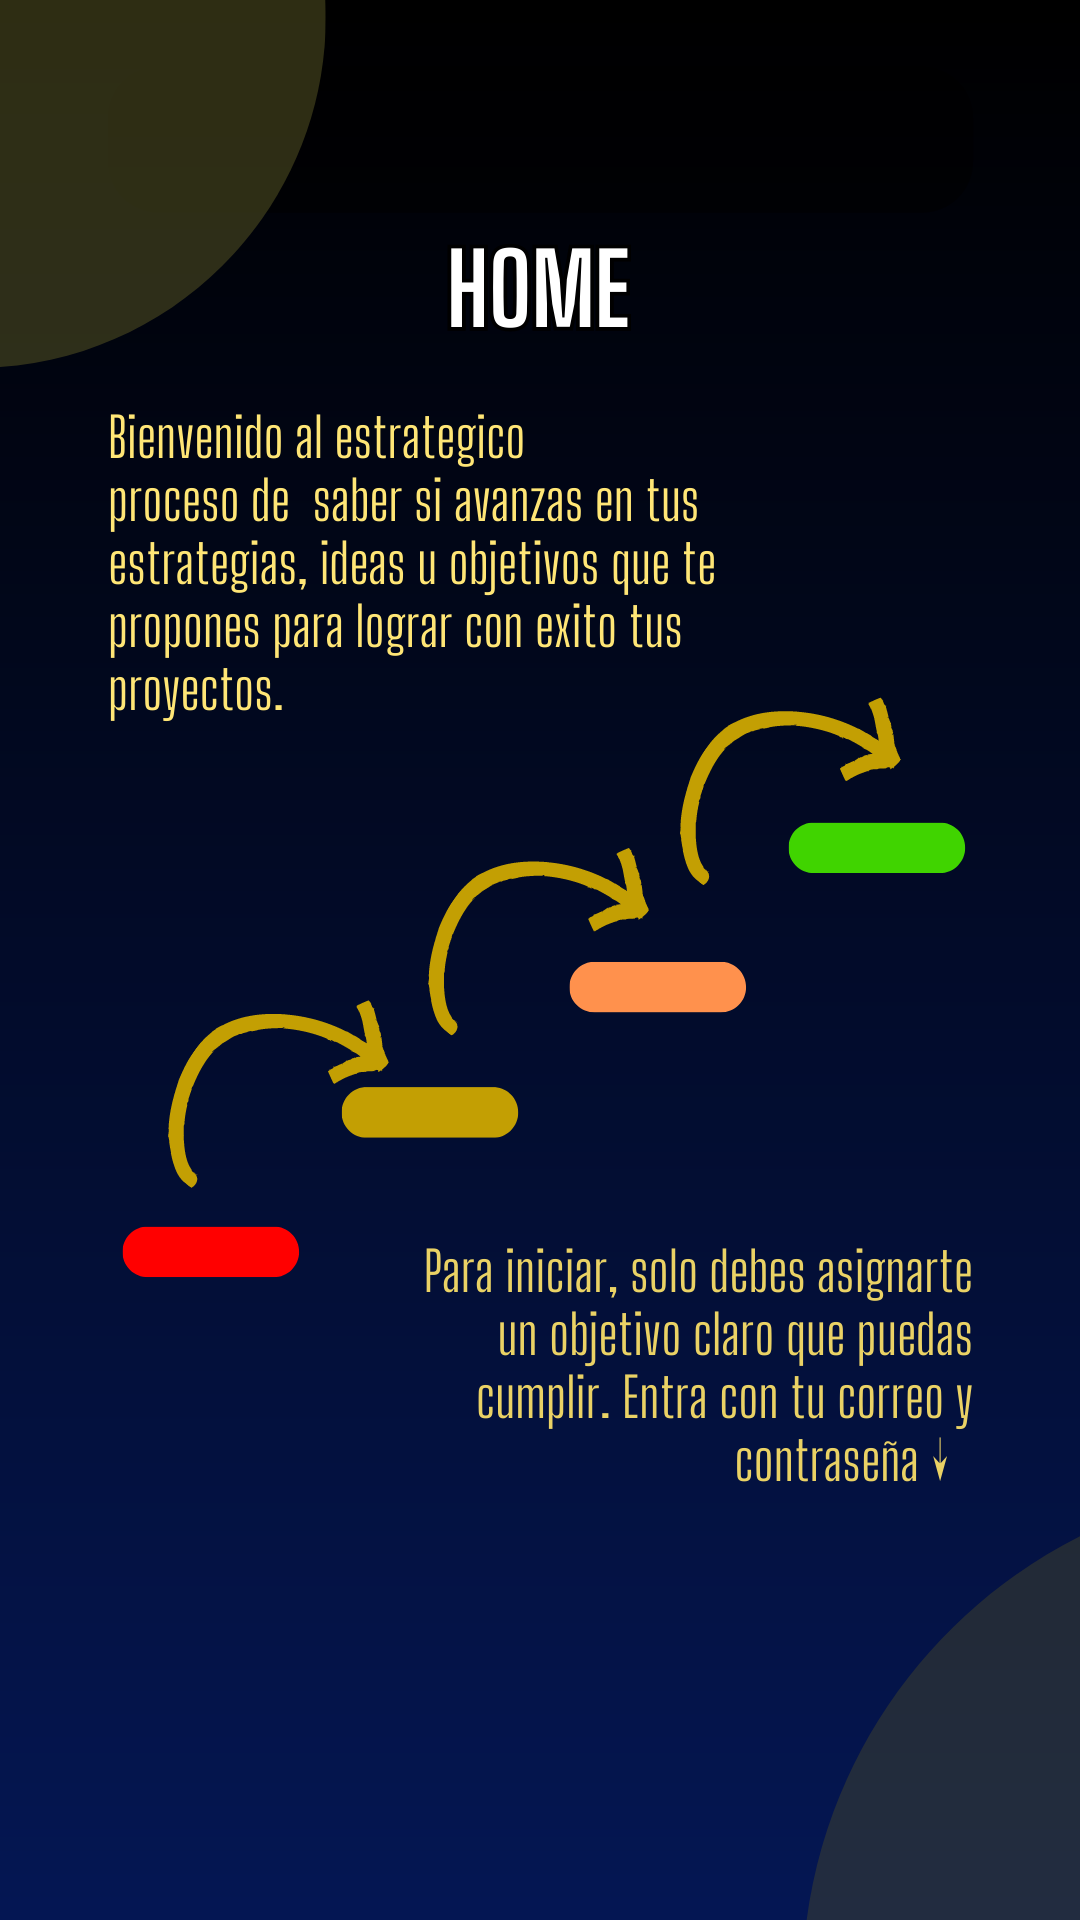 HOME
Bienvenido al estrategico
proceso de  saber si avanzas en tus
estrategias, ideas u objetivos que te
propones para lograr con exito tus
proyectos.
Para iniciar, solo debes asignarte
un objetivo claro que puedas
cumplir. Entra con tu correo y
contraseña ↓